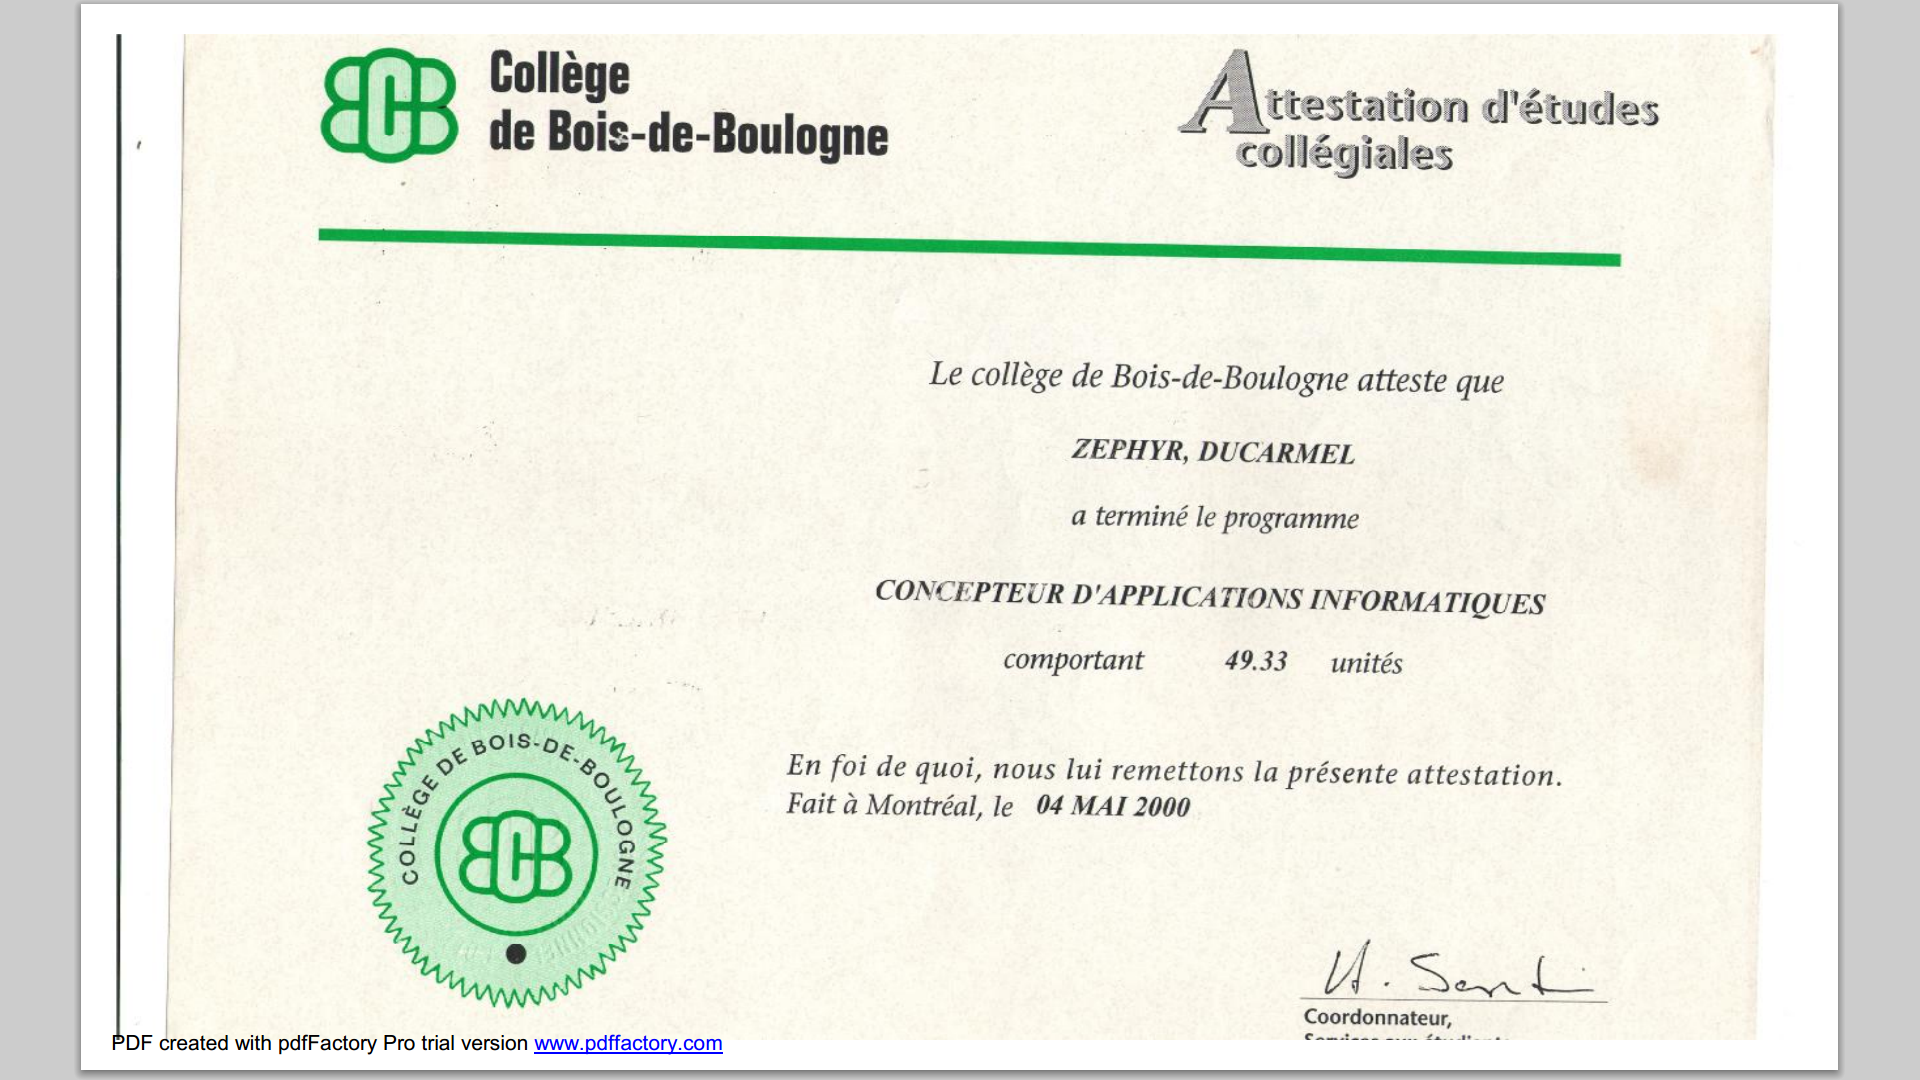 Collège
de Bois-de-Boulogne
Attestation d'études
collégiales
Le collège de Bois-de-Boulogne atteste que
ZEPHYR, DUCARMEL
a terminé le programme
CONCEPTEUR D'APPLICATIONS INFORMATIQUES
comportant 49.33 unités
COLLÈGE DE BOIS-DE-BOULOGNE
En foi de quoi, nous lui remettons la présente attestation.
Fait à Montréal, le 04 MAI 2000
Coordonnateur,
Services aux étudiants
PDF created with pdfFactory Pro trial version www.pdffactory.com